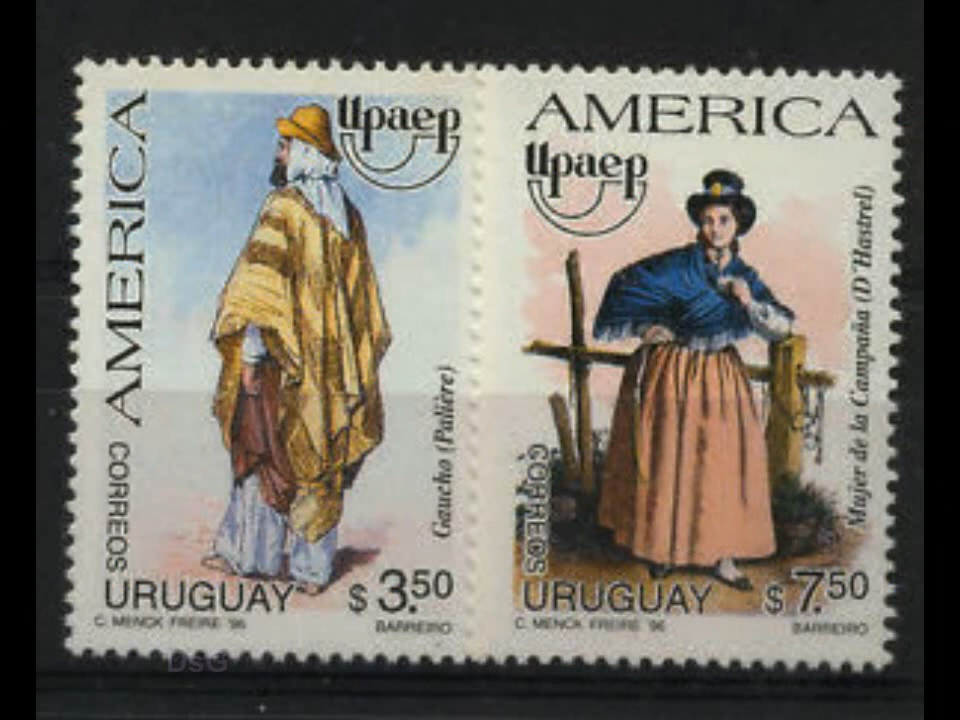 AMERICA
Upaep
Gaucho (Palière)
CORREOS
URUGUAY $ 3.50
C. MENCK FREIRE '96 BARREIRO
AMERICA
Upaep
Mujer de la Campaña (D'Hastrel)
CORREOS
URUGUAY $ 7.50
C. MENCK FREIRE '96 BARREIRO
DsG